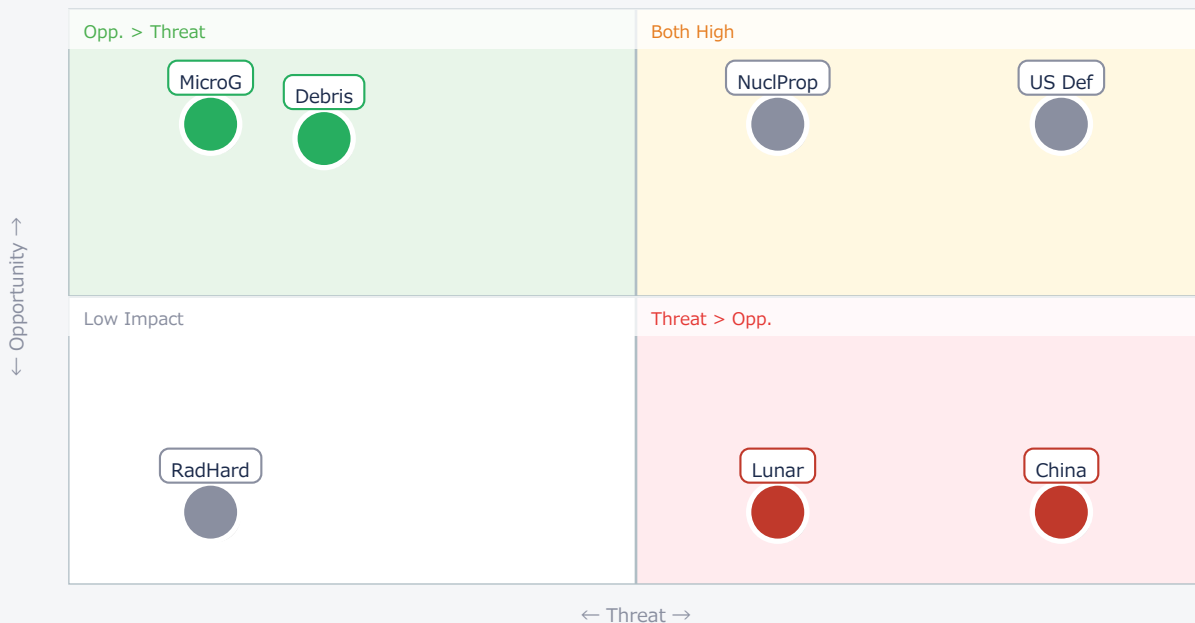 Opp. > Threat
Both High
MicroG
Debris
NuclProp
US Def
← Opportunity →
Low Impact
Threat > Opp.
RadHard
Lunar
China
← Threat →